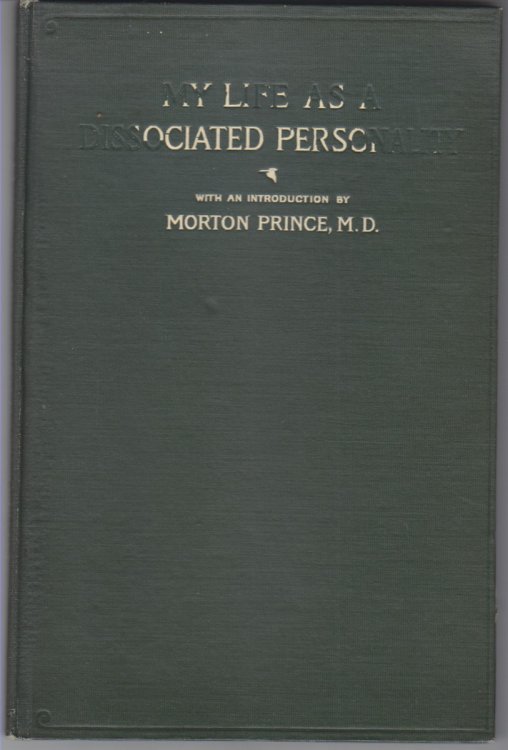 MY LIFE AS A
DISSOCIATED PERSONALITY
WITH AN INTRODUCTION BY
MORTON PRINCE, M.D.